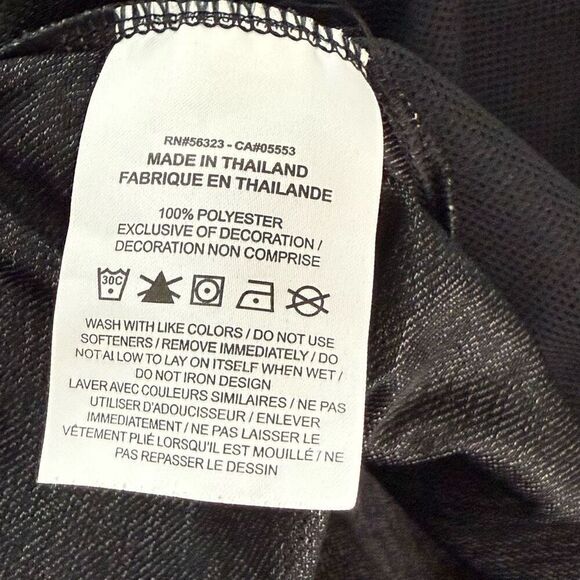 RN#56323 - CA#05553
MADE IN THAILAND
FABRIQUE EN THAILANDE
100% POLYESTER
EXCLUSIVE OF DECORATION /
DECORATION NON COMPRISE
30C
WASH WITH LIKE COLORS / DO NOT USE
SOFTENERS / REMOVE IMMEDIATELY / DO
NOT ALLOW TO LAY ON ITSELF WHEN WET /
DO NOT IRON DESIGN
LAVER AVEC COULEURS SIMILAIRES / NE PAS
UTILISER D'ADOUCISSEUR / ENLEVER
IMMEDIATEMENT / NE PAS LAISSER LE
VÊTEMENT PLIÉ LORSQU'IL EST MOUILLÉ / NE
PAS REPASSER LE DESSIN